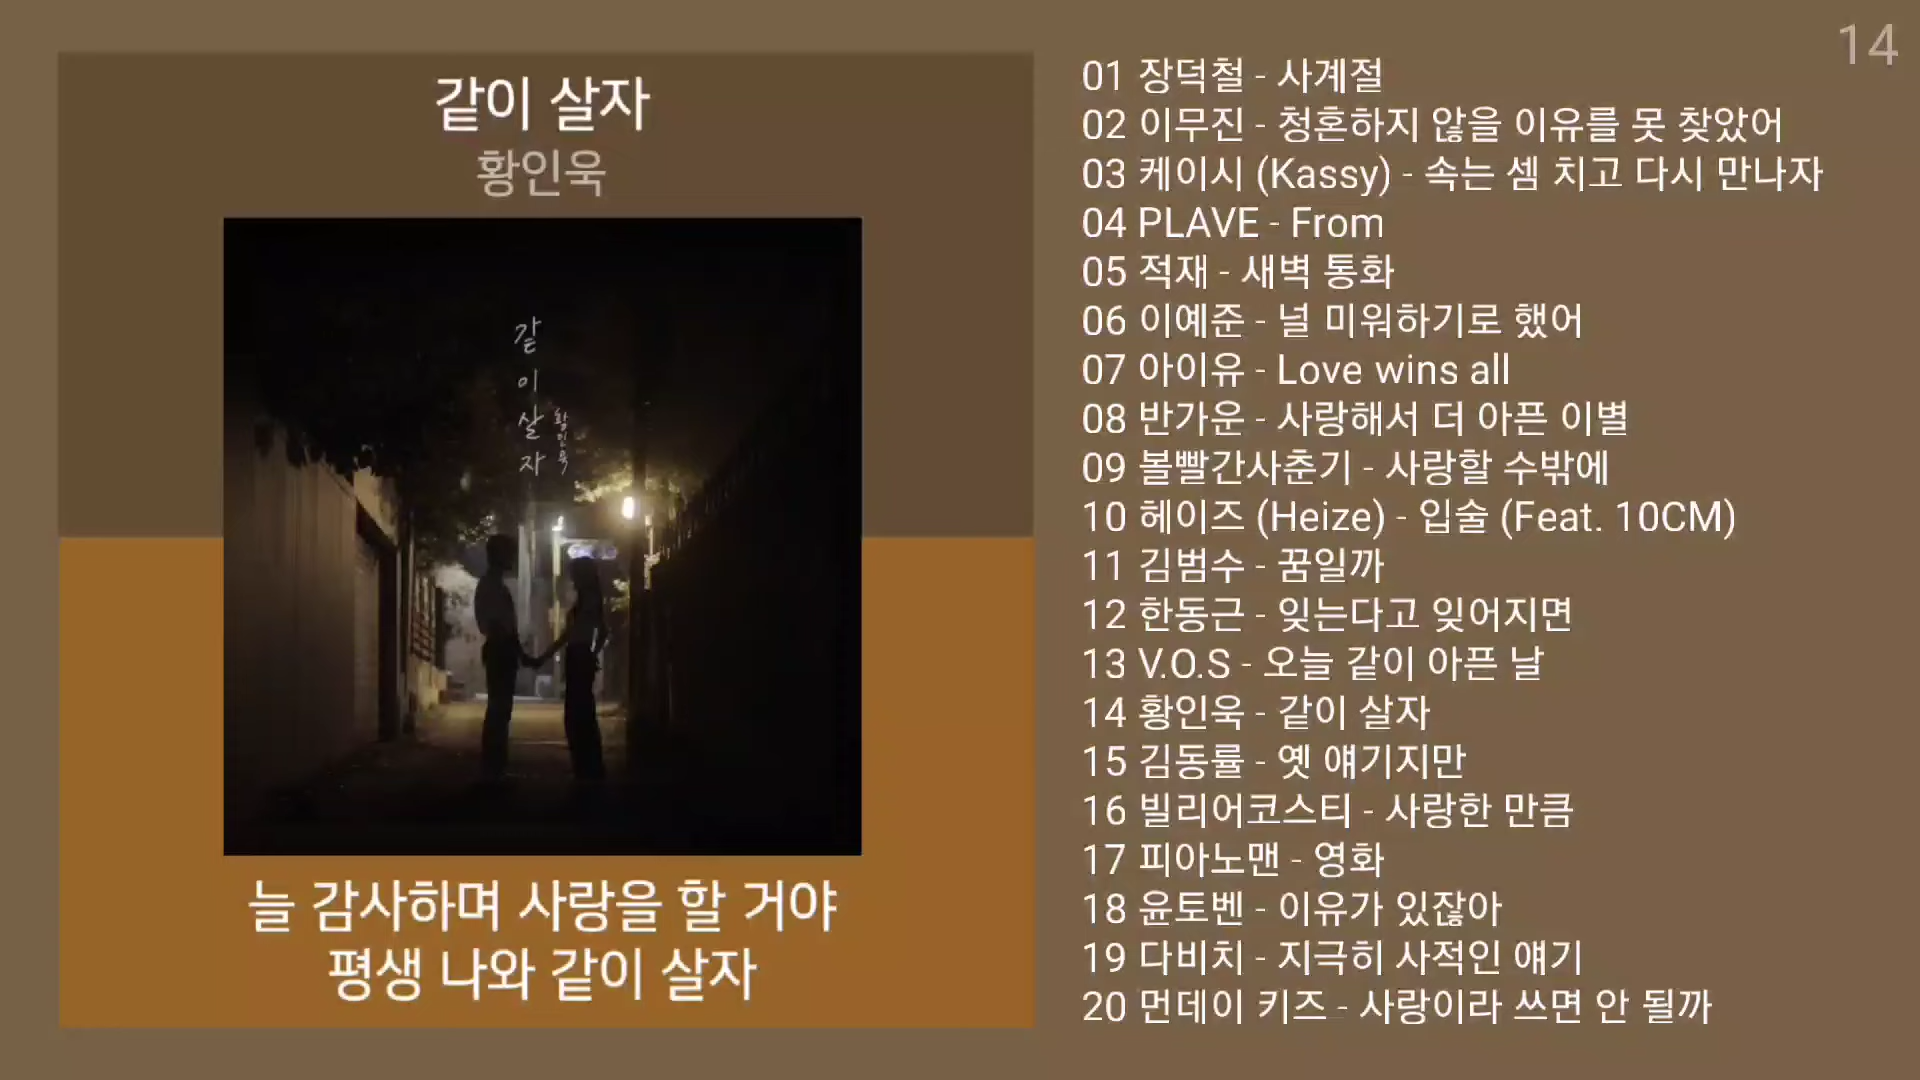 같이 살자
황인욱
같이살자
황인욱
늘 감사하며 사랑을 할 거야
평생 나와 같이 살자
14
01 장덕철 - 사계절
02 이무진 - 청혼하지 않을 이유를 못 찾았어
03 케이시 (Kassy) - 속는 셈 치고 다시 만나자
04 PLAVE - From
05 적재 - 새벽 통화
06 이예준 - 널 미워하기로 했어
07 아이유 - Love wins all
08 반가운 - 사랑해서 더 아픈 이별
09 볼빨간사춘기 - 사랑할 수밖에
10 헤이즈 (Heize) - 입술 (Feat. 10CM)
11 김범수 - 꿈일까
12 한동근 - 잊는다고 잊어지면
13 V.O.S - 오늘 같이 아픈 날
14 황인욱 - 같이 살자
15 김동률 - 옛 얘기지만
16 빌리어코스티 - 사랑한 만큼
17 피아노맨 - 영화
18 윤토벤 - 이유가 있잖아
19 다비치 - 지극히 사적인 얘기
20 먼데이 키즈 - 사랑이라 쓰면 안 될까